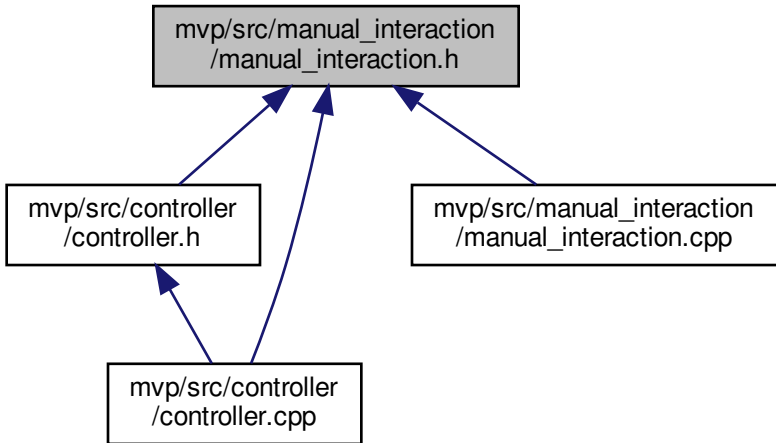 mvp/src/manual_interaction
/manual_interaction.h
mvp/src/controller
/controller.h
mvp/src/manual_interaction
/manual_interaction.cpp
mvp/src/controller
/controller.cpp